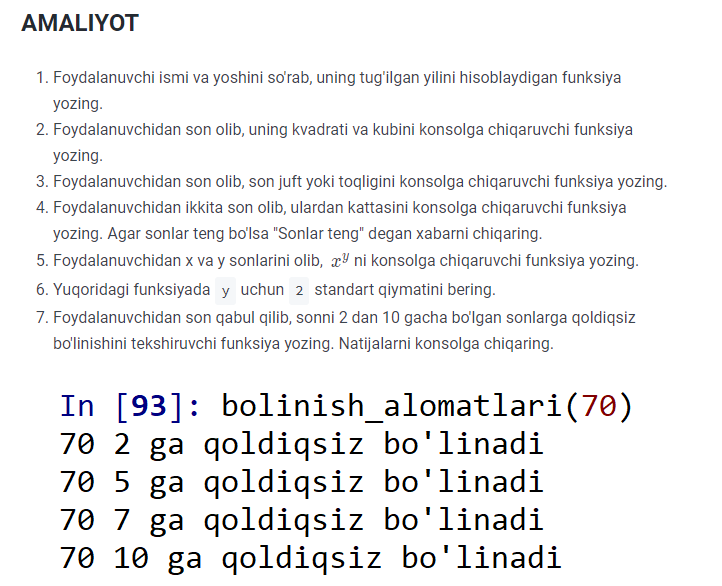 AMALIYOT
1. Foydalanuvchi ismi va yoshini so'rab, uning tug'ilgan yilini hisoblaydigan funksiya
yozing.
2. Foydalanuvchidan son olib, uning kvadrati va kubini konsolga chiqaruvchi funksiya
yozing.
3. Foydalanuvchidan son olib, son juft yoki toqligini konsolga chiqaruvchi funksiya yozing.
4. Foydalanuvchidan ikkita son olib, ulardan kattasini konsolga chiqaruvchi funksiya
yozing. Agar sonlar teng bo'lsa "Sonlar teng" degan xabarni chiqaring.
5. Foydalanuvchidan x va y sonlarini olib, x^y ni konsolga chiqaruvchi funksiya yozing.
6. Yuqoridagi funksiyada y uchun 2 standart qiymatini bering.
7. Foydalanuvchidan son qabul qilib, sonni 2 dan 10 gacha bo'lgan sonlarga qoldiqsiz
bo'linishini tekshiruvchi funksiya yozing. Natijalarni konsolga chiqaring.
In [93]: bolinish_alomatlari(70)
70 2 ga qoldiqsiz bo'linadi
70 5 ga qoldiqsiz bo'linadi
70 7 ga qoldiqsiz bo'linadi
70 10 ga qoldiqsiz bo'linadi